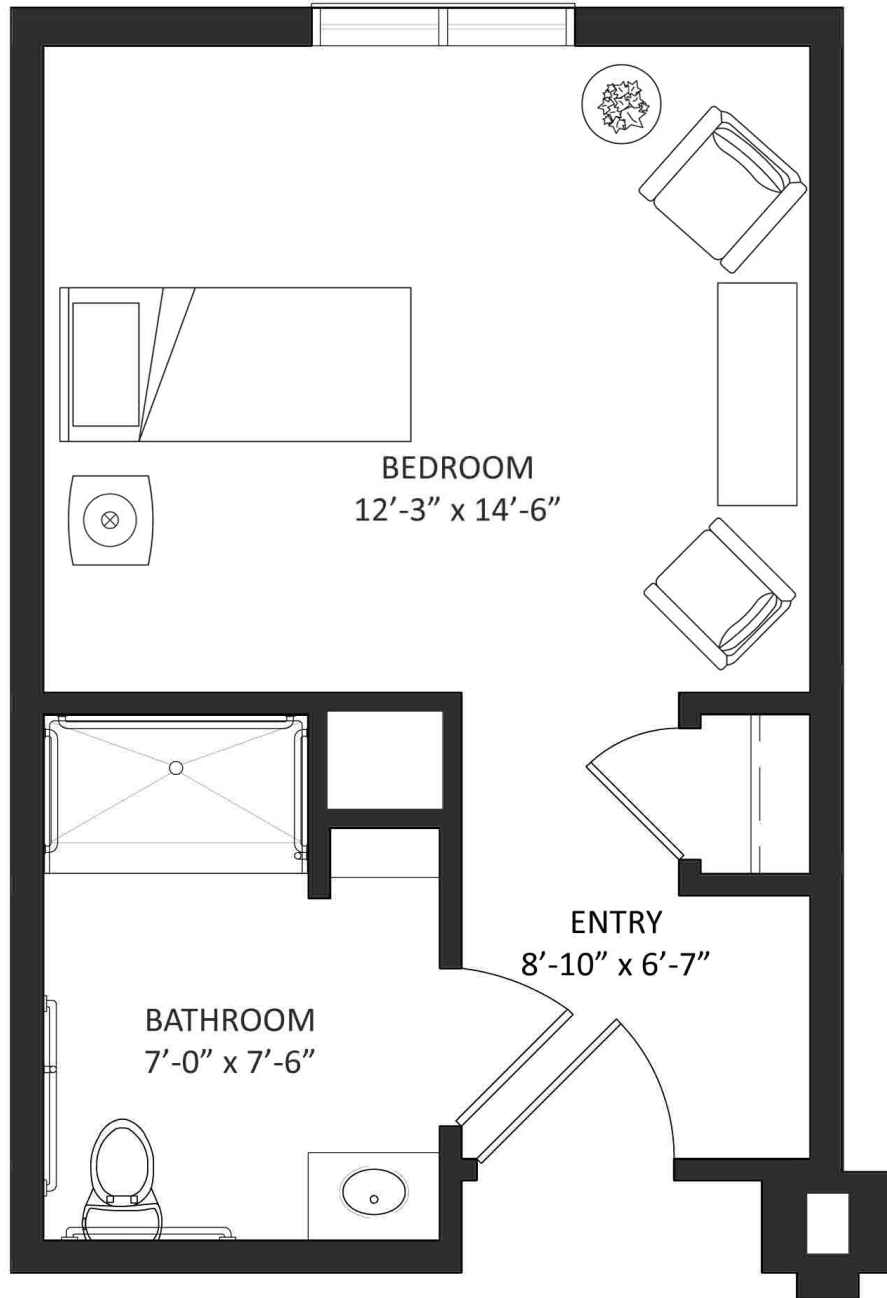 BEDROOM
12’-3” x 14’-6”
ENTRY
8’-10” x 6’-7”
BATHROOM
7’-0” x 7’-6”